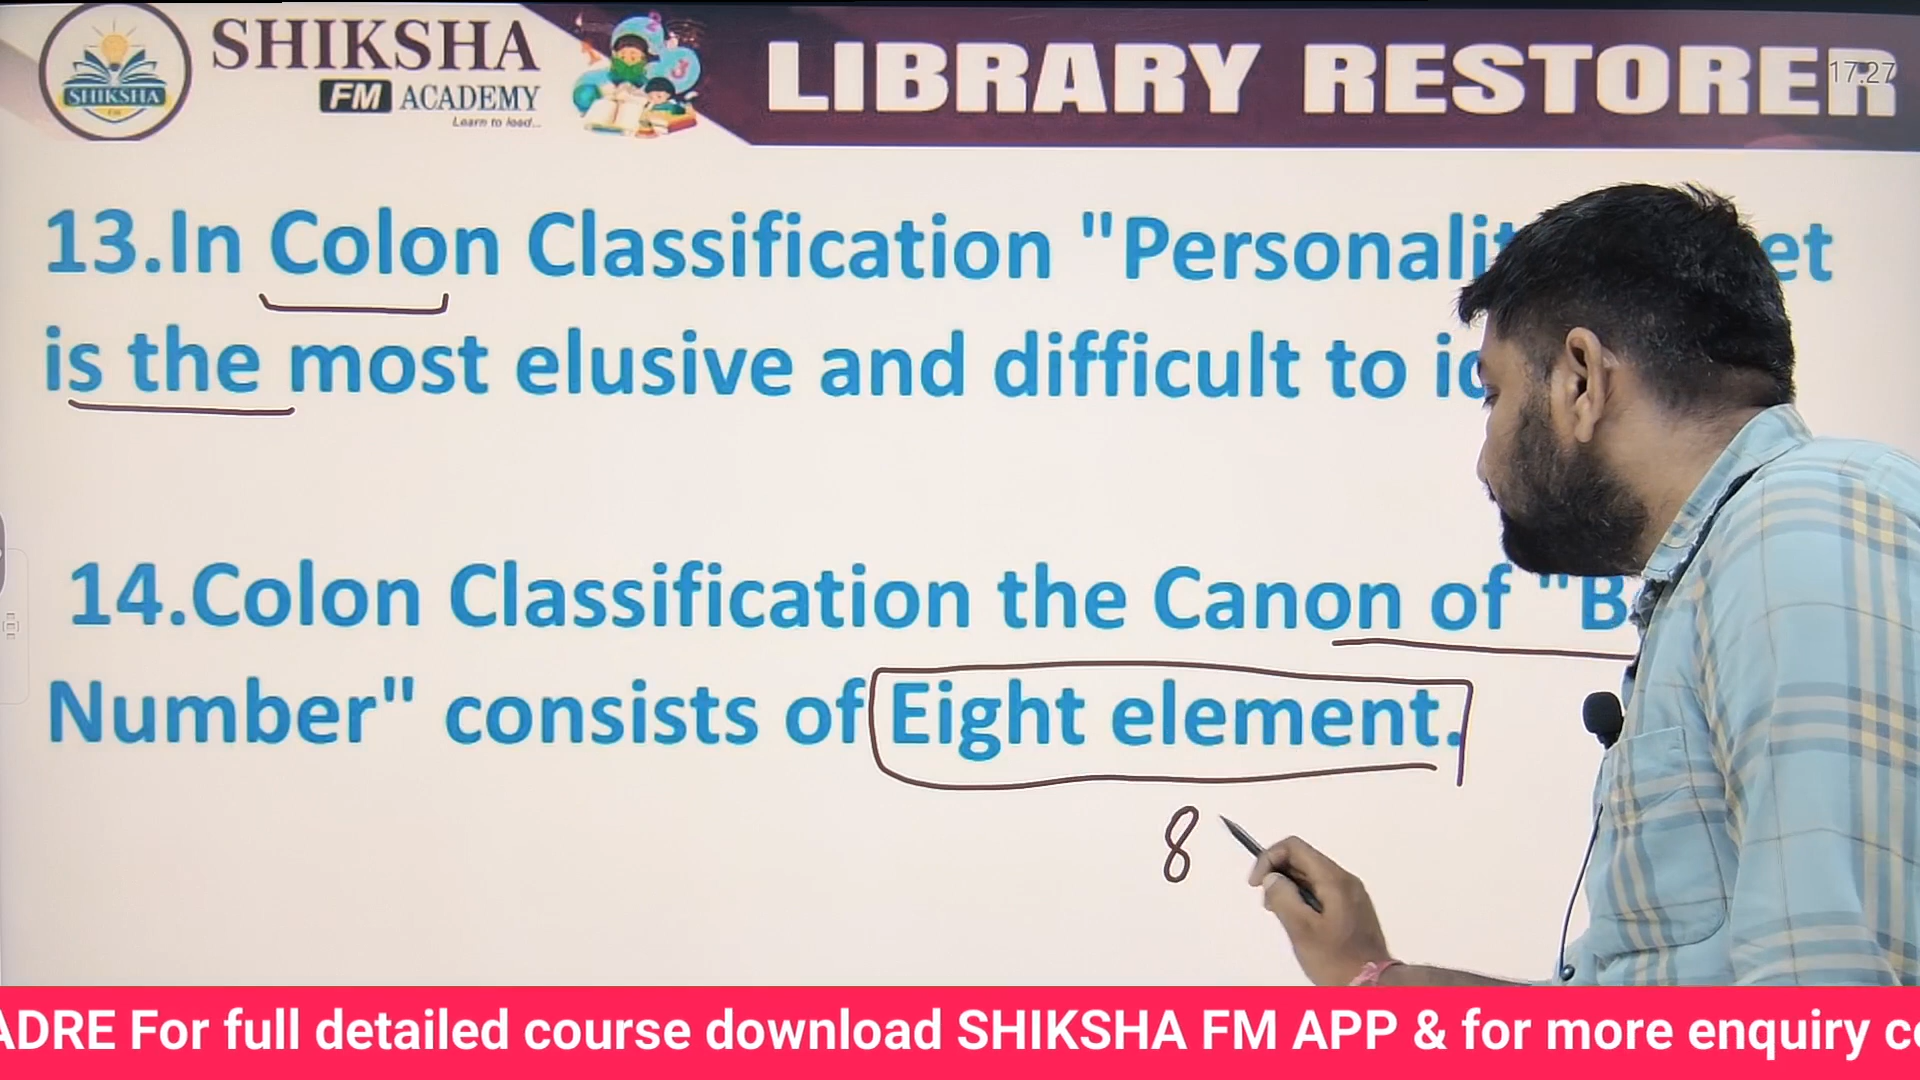 SHIKSHA
FM ACADEMY
Learn to lead...
SHIKSHA
LIBRARY RESTORER
17:27
13.In Colon Classification "Personalit et
is the most elusive and difficult to
14.Colon Classification the Canon of "B
Number" consists of Eight element.
8
ADRE For full detailed course download SHIKSHA FM APP & for more enquiry